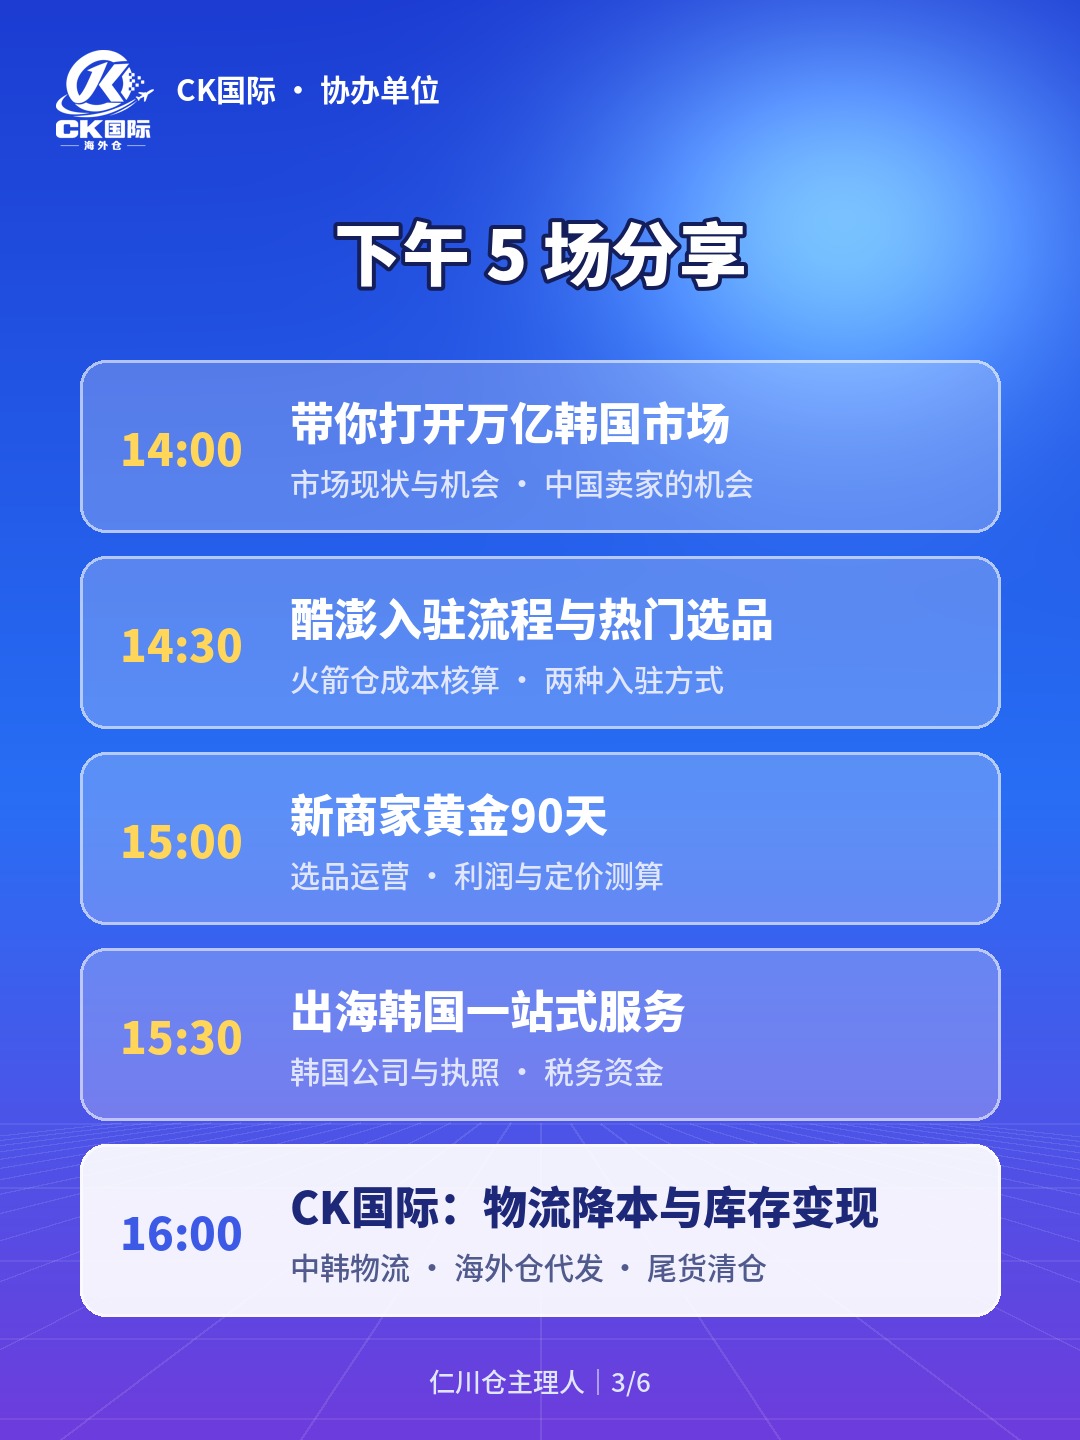 CK国际
海外仓
CK国际 · 协办单位
下午 5 场分享
14:00
带你打开万亿韩国市场
市场现状与机会 · 中国卖家的机会
14:30
酷澎入驻流程与热门选品
火箭仓成本核算 · 两种入驻方式
15:00
新商家黄金90天
选品运营 · 利润与定价测算
15:30
出海韩国一站式服务
韩国公司与执照 · 税务资金
16:00
CK国际：物流降本与库存变现
中韩物流 · 海外仓代发 · 尾货清仓
仁川仓主理人｜3/6